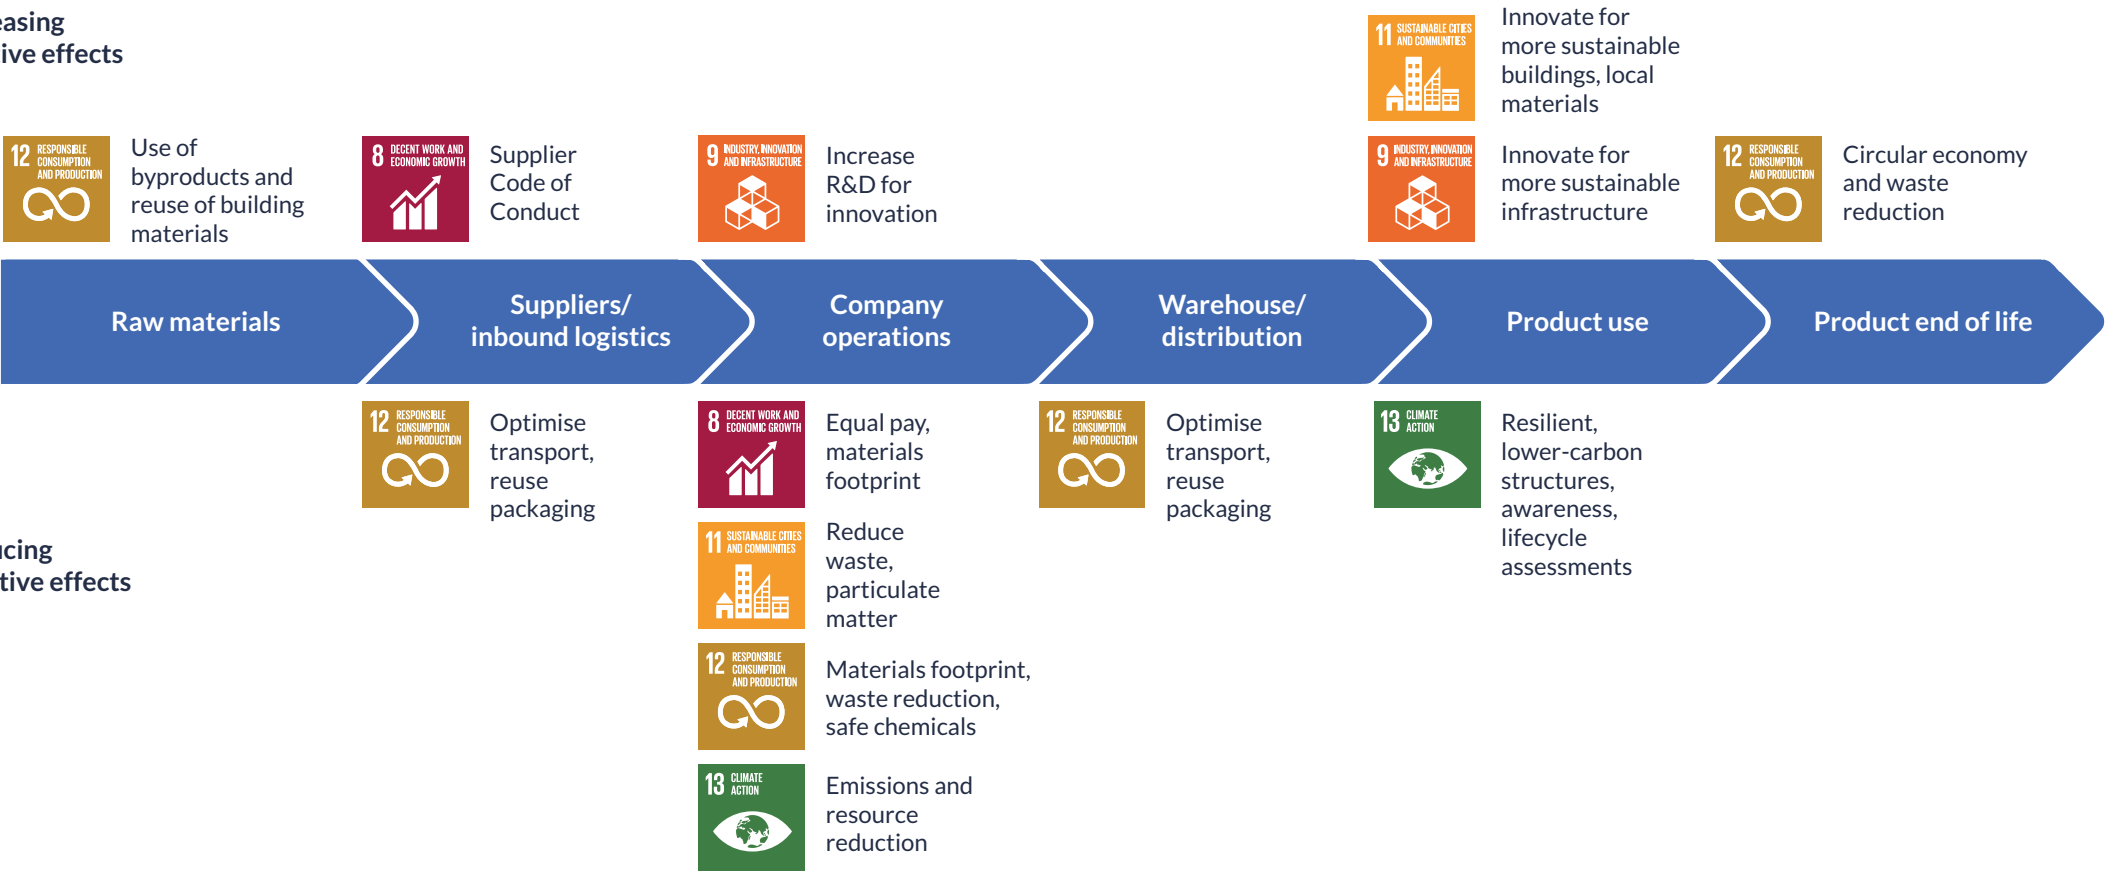 easing
ive effects
11 SUSTAINABLE CITIES
AND COMMUNITIES
Innovate for
more sustainable
buildings, local
materials
12 RESPONSIBLE
CONSUMPTION
AND PRODUCTION
Use of
byproducts and
reuse of building
materials
8 DECENT WORK AND
ECONOMIC GROWTH
Supplier
Code of
Conduct
9 INDUSTRY, INNOVATION
AND INFRASTRUCTURE
Increase
R&D for
innovation
9 INDUSTRY, INNOVATION
AND INFRASTRUCTURE
Innovate for
more sustainable
infrastructure
12 RESPONSIBLE
CONSUMPTION
AND PRODUCTION
Circular economy
and waste
reduction
Raw materials
Suppliers/
inbound logistics
Company
operations
Warehouse/
distribution
Product use
Product end of life
12 RESPONSIBLE
CONSUMPTION
AND PRODUCTION
Optimise
transport,
reuse
packaging
8 DECENT WORK AND
ECONOMIC GROWTH
Equal pay,
materials
footprint
12 RESPONSIBLE
CONSUMPTION
AND PRODUCTION
Optimise
transport,
reuse
packaging
13 CLIMATE
ACTION
Resilient,
lower-carbon
structures,
awareness,
lifecycle
assessments
ucing
tive effects
11 SUSTAINABLE CITIES
AND COMMUNITIES
Reduce
waste,
particulate
matter
12 RESPONSIBLE
CONSUMPTION
AND PRODUCTION
Materials footprint,
waste reduction,
safe chemicals
13 CLIMATE
ACTION
Emissions and
resource
reduction